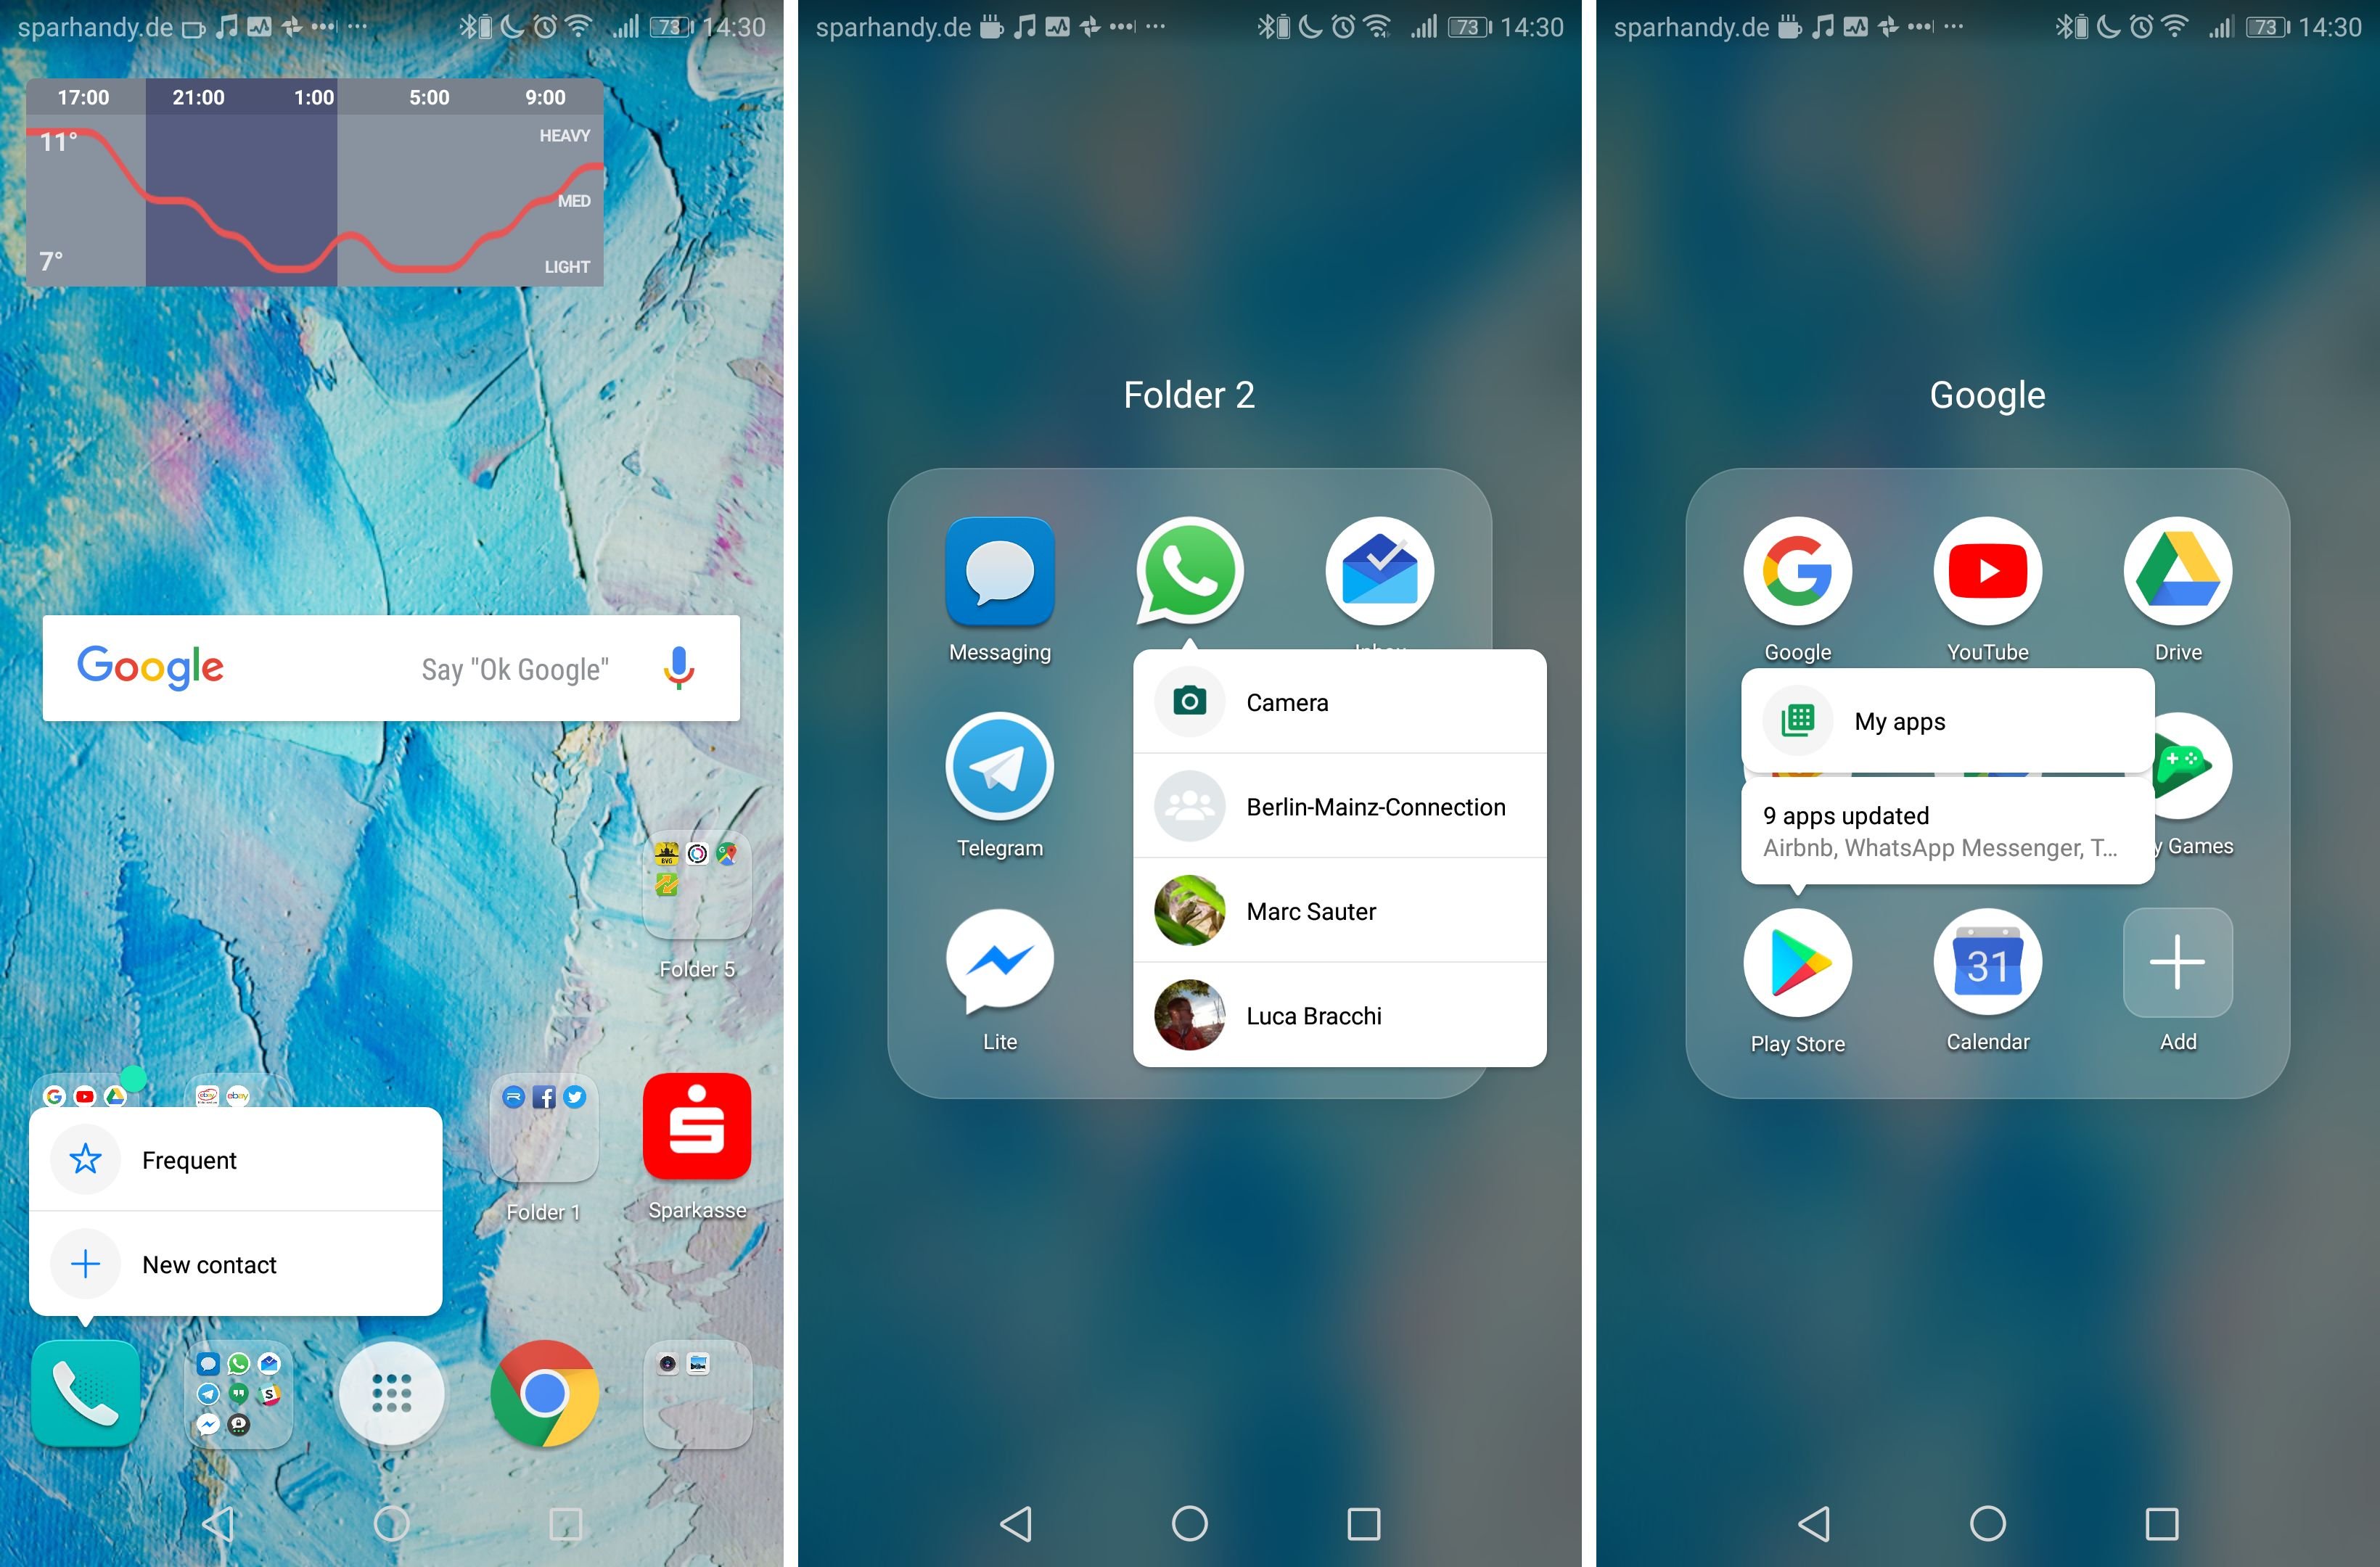 sparhandy.de 73 14:30
17:00 21:00 1:00 5:00 9:00
11°
HEAVY
MED
7°
LIGHT
Google Say "Ok Google"
BVG
Folder 5
ebay
Frequent
New contact
Folder 1
Sparkasse
sparhandy.de 73 14:30
Folder 2
Messaging
Inbox
Camera
Berlin-Mainz-Connection
Telegram
Marc Sauter
Luca Bracchi
Lite
sparhandy.de 73 14:30
Google
Google YouTube Drive
My apps
9 apps updated
Airbnb, WhatsApp Messenger, T...
y Games
31
Play Store Calendar Add